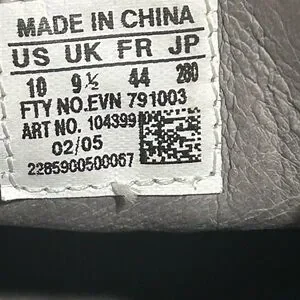 MADE IN CHINA
US UK FR JP
10 9½ 44 280
FTY NO.EVN 791003
ART NO. 104399
02/05
2285900500067